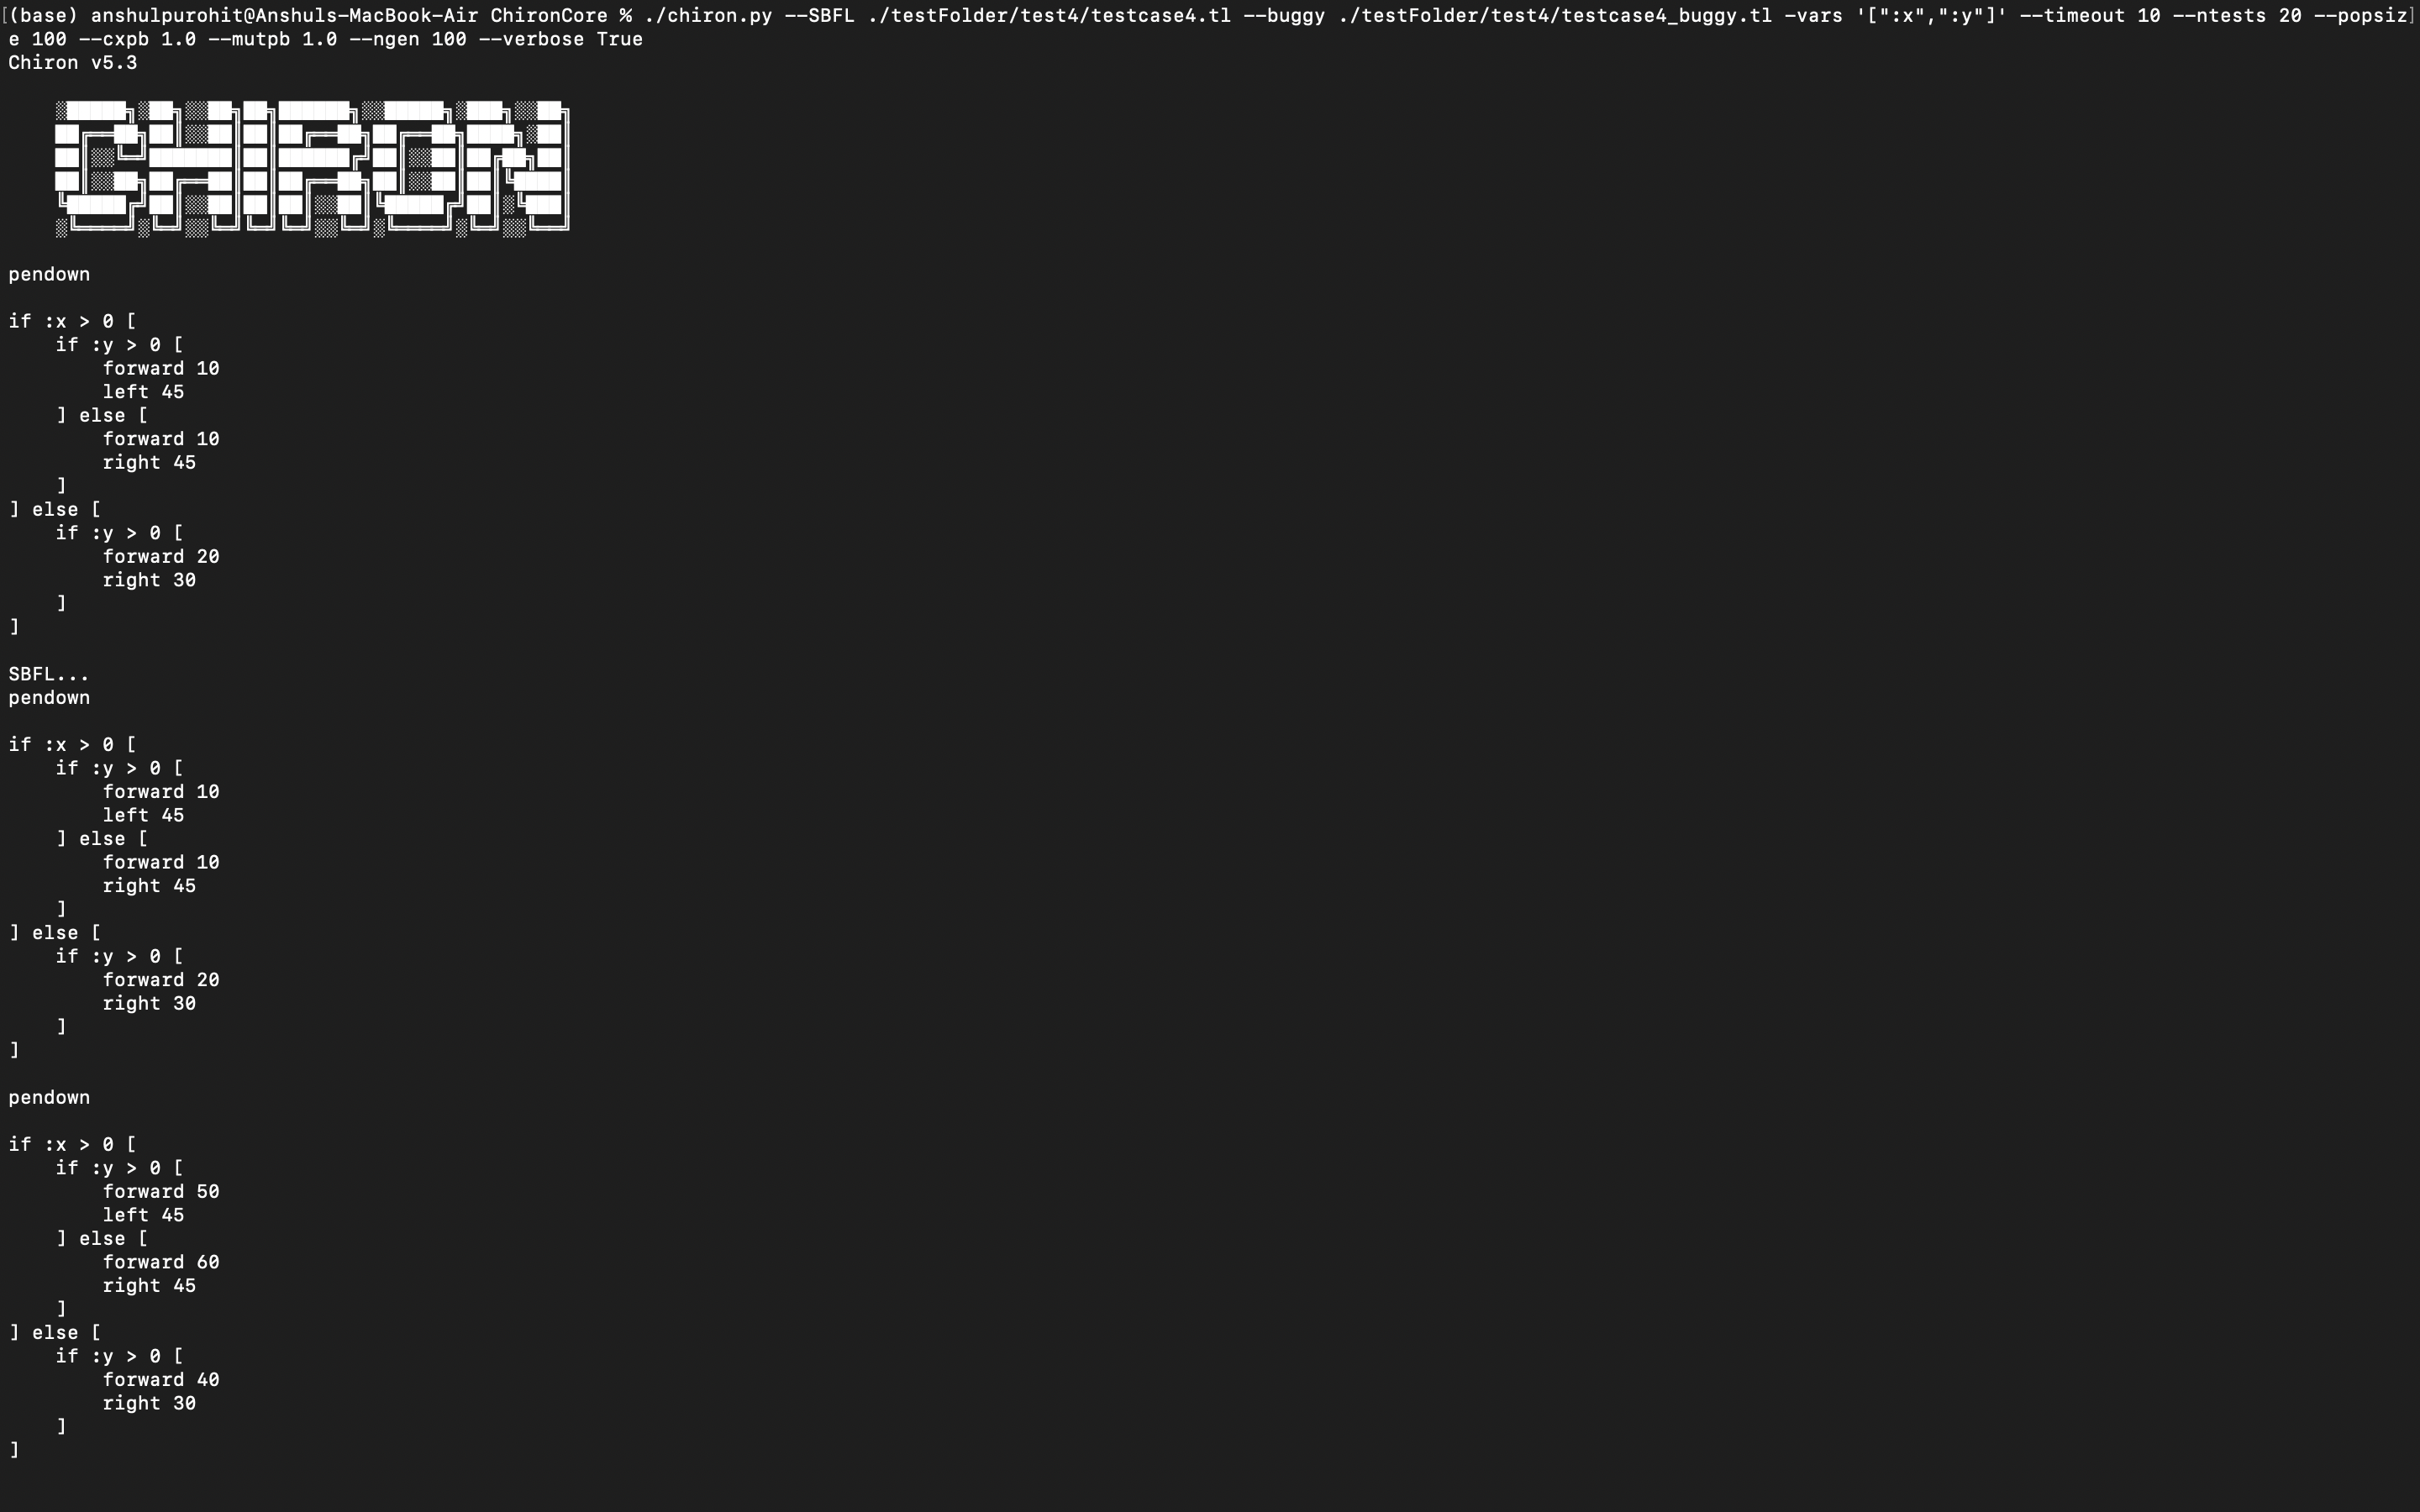 (base) anshulpurohit@Anshuls-MacBook-Air ChironCore % ./chiron.py --SBFL ./testFolder/test4/testcase4.tl --buggy ./testFolder/test4/testcase4_buggy.tl -vars '[":x",":y"]' --timeout 10 --ntests 20 --popsiz
e 100 --cxpb 1.0 --mutpb 1.0 --ngen 100 --verbose True
Chiron v5.3
CHIRON
pendown
if :x > 0 [
    if :y > 0 [
        forward 10
        left 45
    ] else [
        forward 10
        right 45
    ]
] else [
    if :y > 0 [
        forward 20
        right 30
    ]
]
SBFL...
pendown
if :x > 0 [
    if :y > 0 [
        forward 10
        left 45
    ] else [
        forward 10
        right 45
    ]
] else [
    if :y > 0 [
        forward 20
        right 30
    ]
]
pendown
if :x > 0 [
    if :y > 0 [
        forward 50
        left 45
    ] else [
        forward 60
        right 45
    ]
] else [
    if :y > 0 [
        forward 40
        right 30
    ]
]